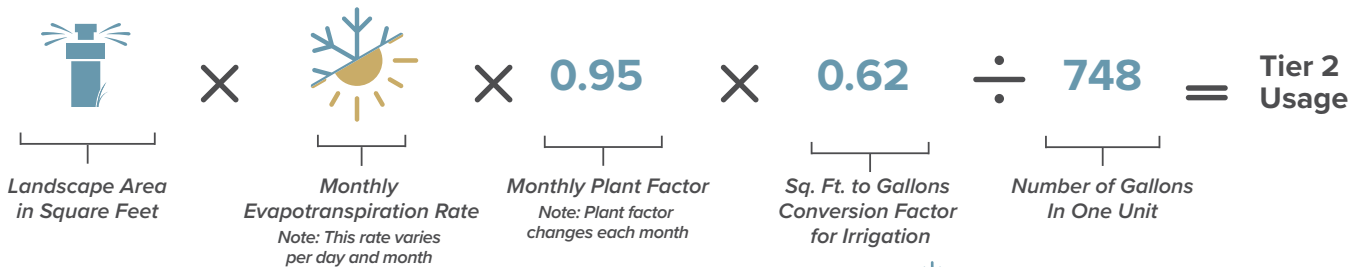 × × 0.95 × 0.62 ÷ 748 = Tier 2
Usage
Landscape Area
in Square Feet
Monthly
Evapotranspiration Rate
Note: This rate varies
per day and month
Monthly Plant Factor
Note: Plant factor
changes each month
Sq. Ft. to Gallons
Conversion Factor
for Irrigation
Number of Gallons
In One Unit